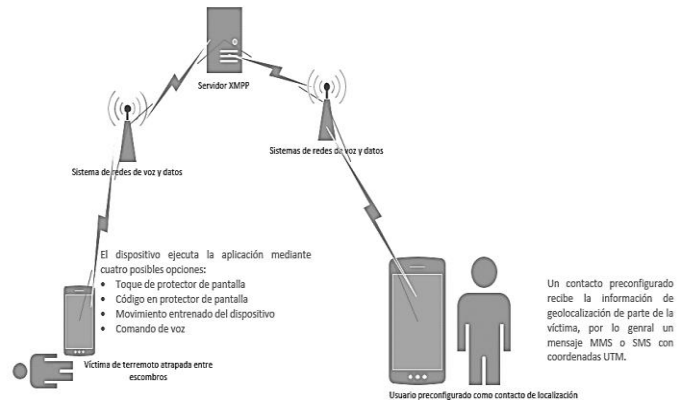 Servidor XMPP
Sistema de redes de voz y datos
Sistemas de redes de voz y datos
El dispositivo ejecuta la aplicación mediante
cuatro posibles opciones:
• Toque de protector de pantalla
• Código en protector de pantalla
• Movimiento entrenado del dispositivo
• Comando de voz
Víctima de terremoto atrapada entre
escombros
Un contacto preconfigurado
recibe la información de
geolocalización de parte de la
víctima, por lo genral un
mensaje MMS o SMS con
coordenadas UTM.
Usuario preconfigurado como contacto de localización